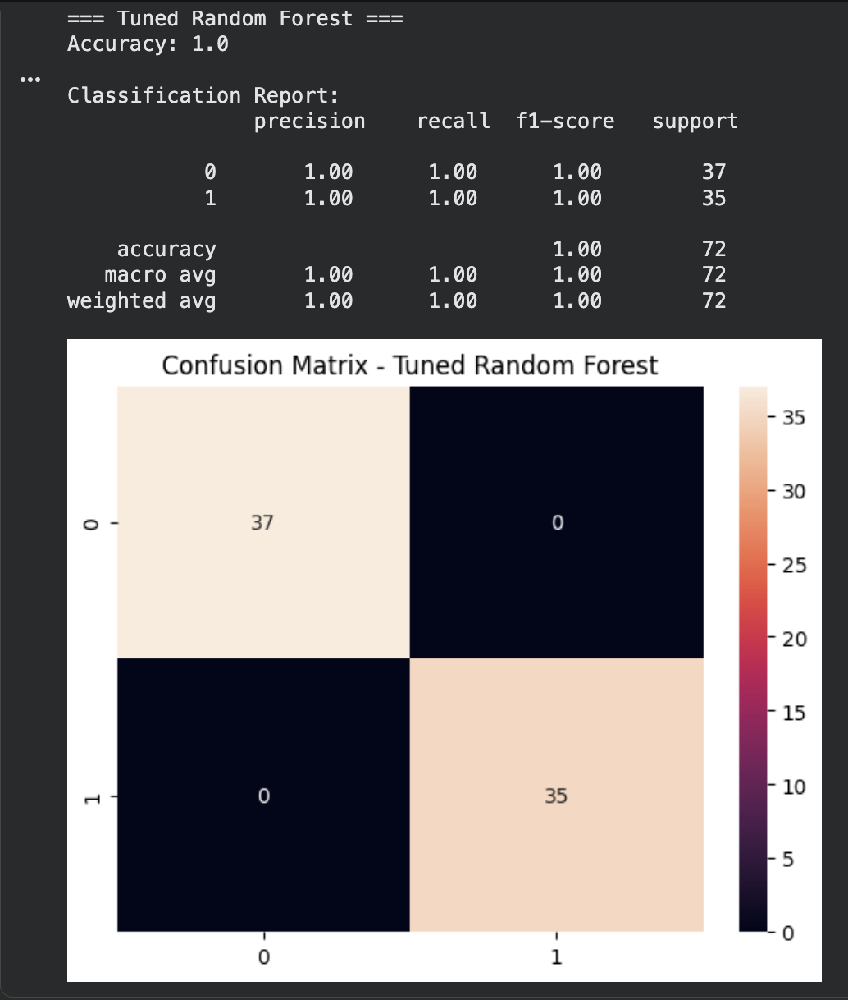 === Tuned Random Forest ===
Accuracy: 1.0
...
Classification Report:
precision recall f1-score support
0 1.00 1.00 1.00 37
1 1.00 1.00 1.00 35
accuracy 1.00 72
macro avg 1.00 1.00 1.00 72
weighted avg 1.00 1.00 1.00 72
Confusion Matrix - Tuned Random Forest
0
37 0
1
0 35
0 1
35
30
25
20
15
10
5
0